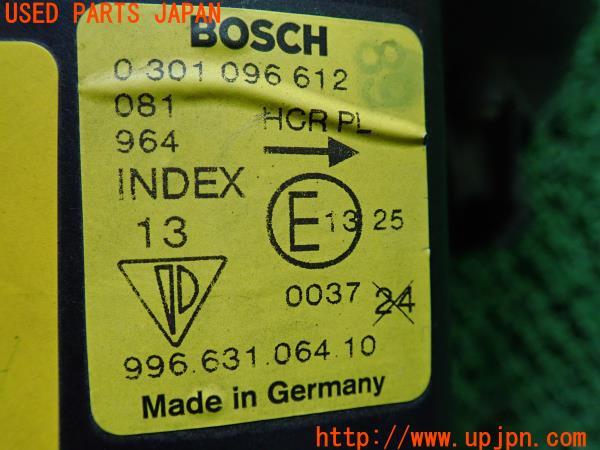 USED PARTS JAPAN
BOSCH
0 301 096 612
081
964
HCR PL
INDEX
13
E 13 25
0037 24
996.631.064.10
Made in Germany
http://www.upjpn.com